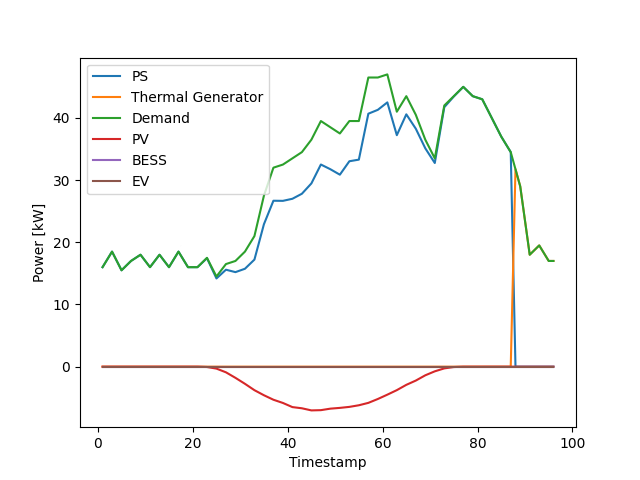 PS
Thermal Generator
Demand
PV
BESS
EV
Power [kW]
40
30
20
10
0
0 20 40 60 80 100
Timestamp